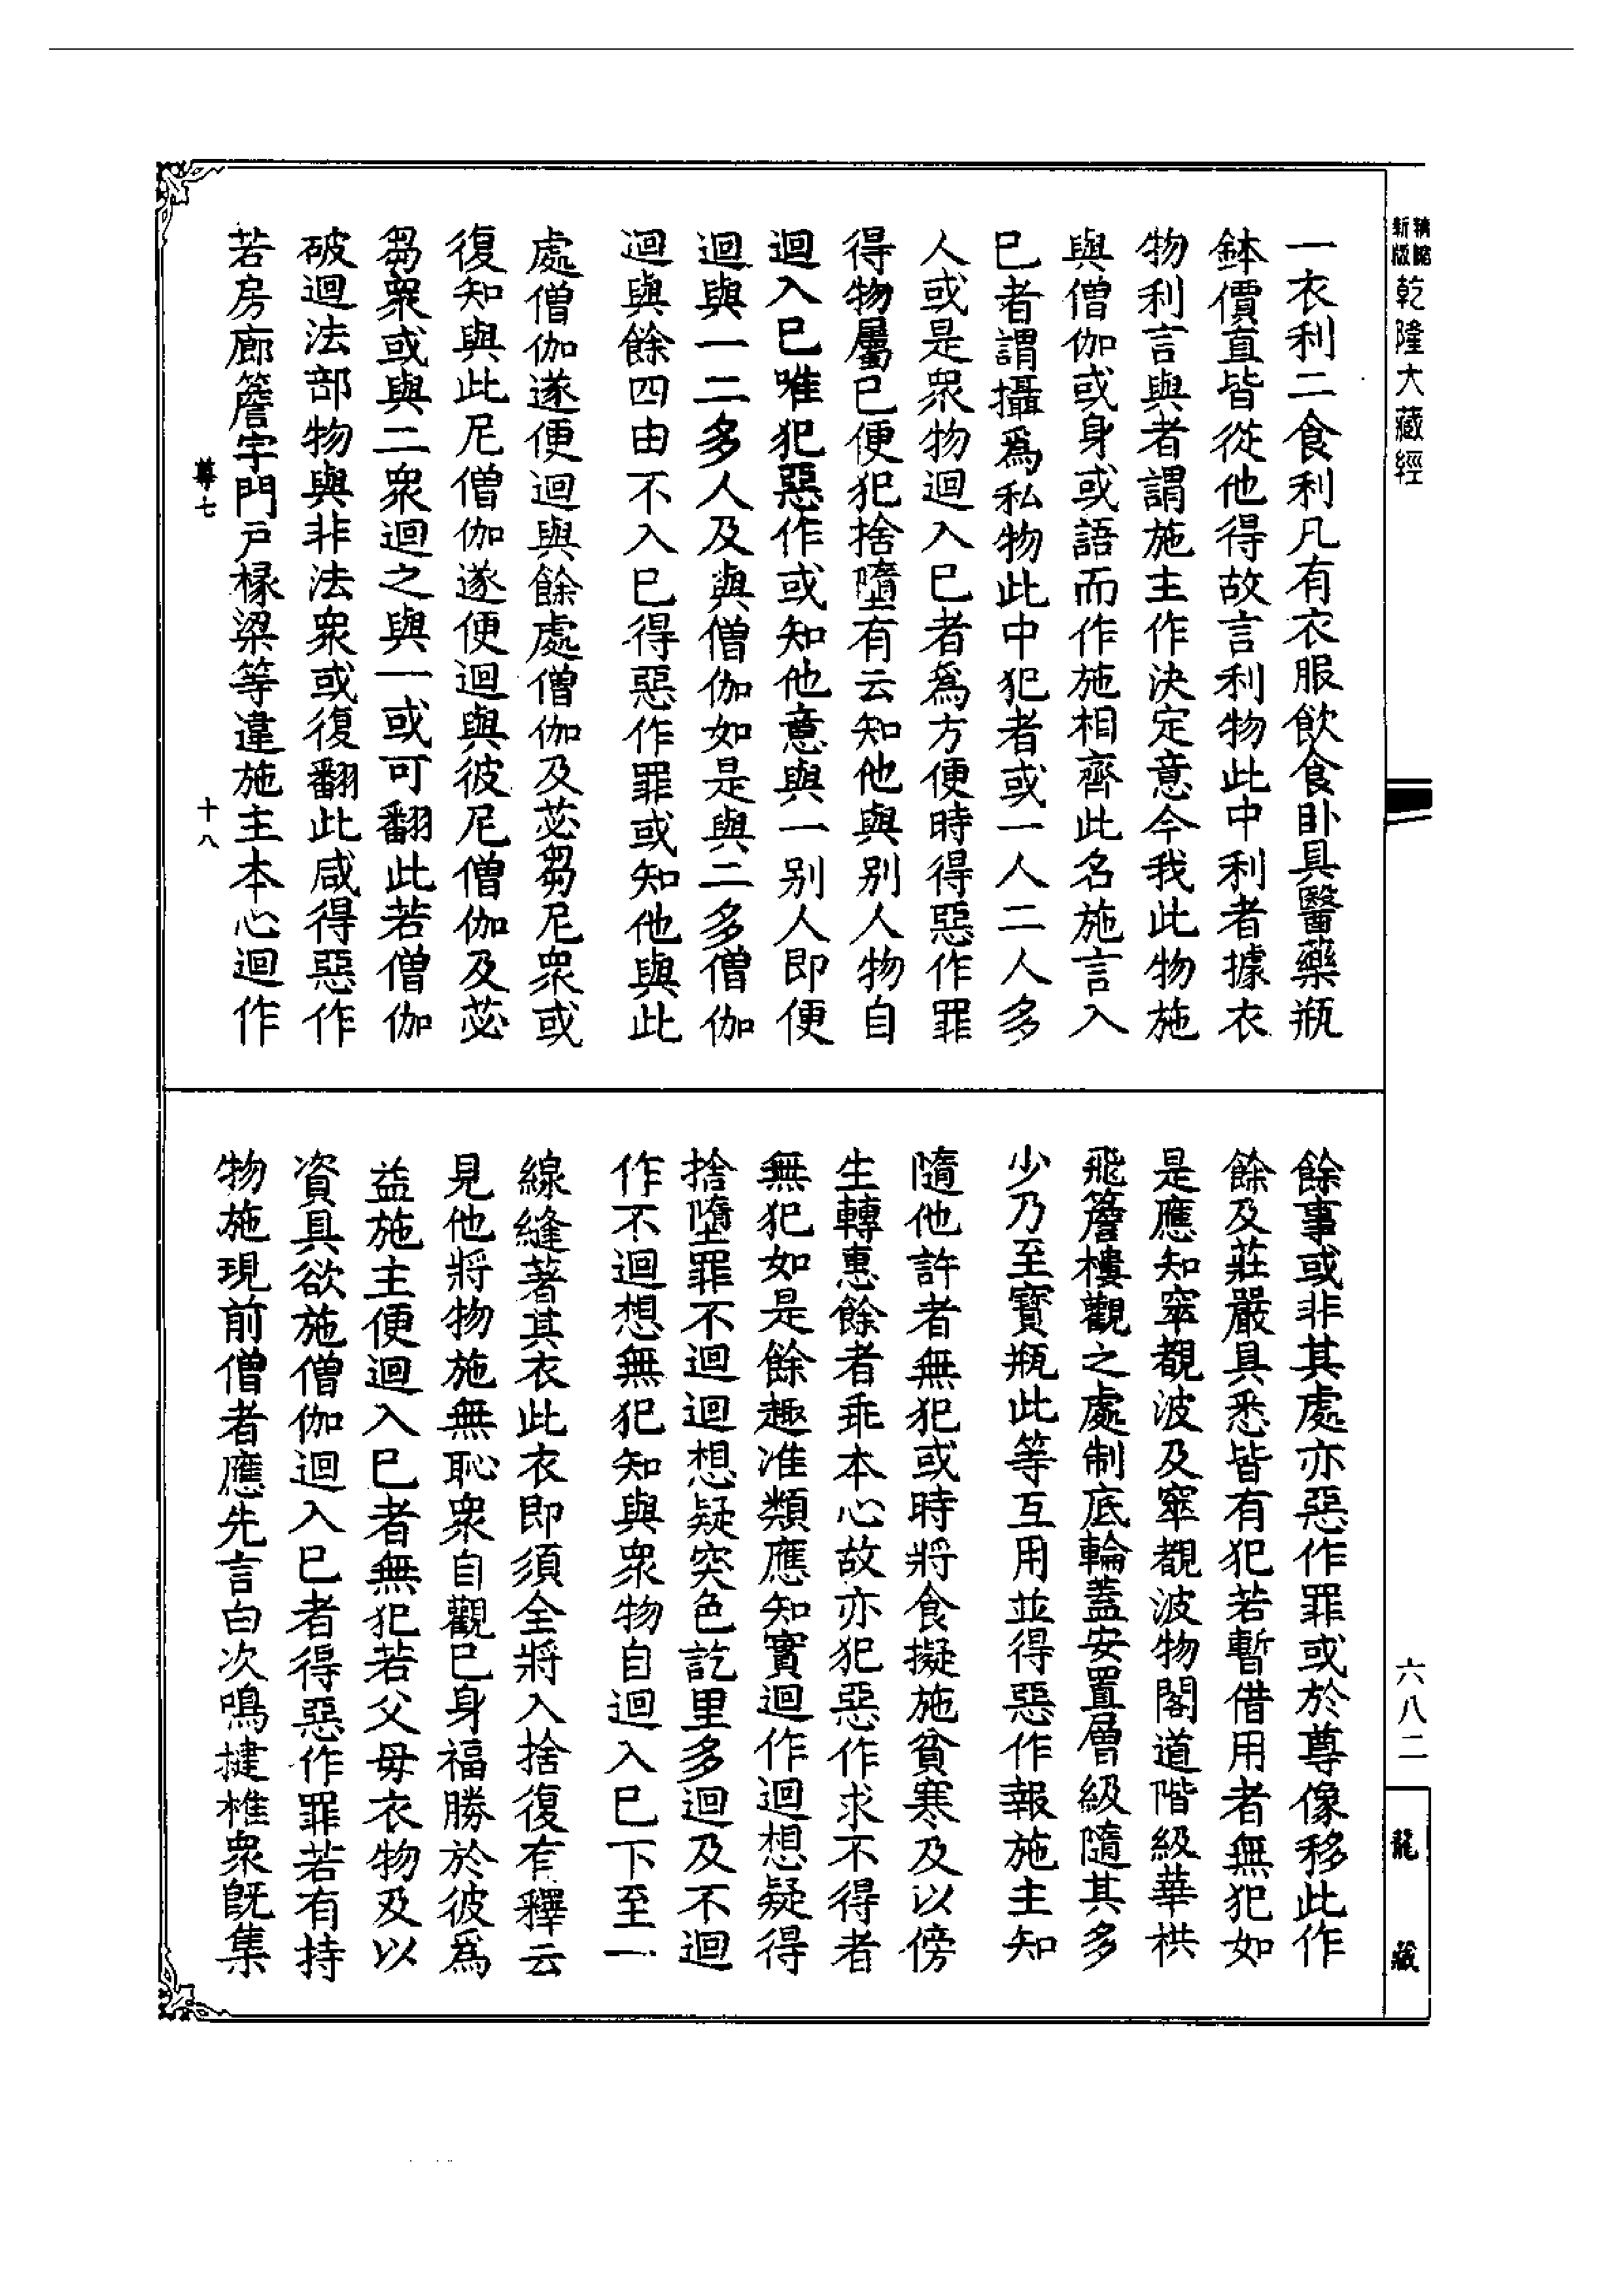 精縮新版乾隆大藏經
一衣利二食利凡有衣服飲食卧具醫藥瓶
鉢價直皆從他得故言利物此中利者據衣
物利言與者謂施主作決定意今我此物施
與僧伽或身或語而作施相齊此名施言入
已者謂攝爲私物此中犯者或一人二人多
人或是衆物迴入已者爲方便時得惡作罪
得物屬已便犯捨墮有云知他與別人物自
迴入已唯犯惡作或知他意與一別人即便
迴與一二多人及與僧伽如是與二多僧伽
迴與餘四由不入已得惡作罪或知他與此
處僧伽遂便迴與餘處僧伽及苾芻尼衆或
復知與此尼僧伽遂便迴與彼尼僧伽及苾
芻衆或與二衆迴之與一或可翻此若僧伽
破迴法部物與非法衆或復翻此咸得惡作
若房廊簷宇門戶椽梁等違施主本心迴作
尊七
十八
餘事或非其處亦惡作罪或於尊像移此作
餘及莊嚴具悉皆有犯若暫借用者無犯如
是應知窣覩波及窣覩波物閣道階級華栱
飛簷樓觀之處制底輪蓋安置層級隨其多
少乃至寶瓶此等互用並得惡作報施主知
隨他許者無犯或時將食擬施貧寒及以傍
生轉惠餘者乖本心故亦犯惡作求不得者
無犯如是餘趣准類應知實迴作迴想疑得
捨墮罪不迴迴想疑突色訖里多迴及不迴
作不迴想無犯知與衆物自迴入已下至一
線縫著其衣此衣即須全將入捨復有釋云
見他將物施無恥衆自觀已身福勝於彼爲
益施主便迴入已者無犯若父母衣物及以
資具欲施僧伽迴入已者得惡作罪若有持
物施現前僧者應先言白次鳴揵椎衆既集
六八二
龍藏